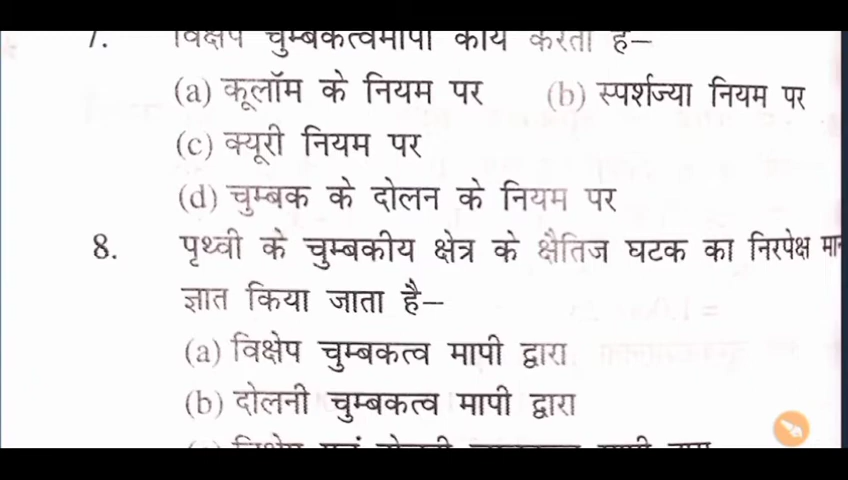 7. विक्षेप चुम्बकत्वमापी कार्य करता है–
(a) कूलॉम के नियम पर (b) स्पर्शज्या नियम पर
(c) क्यूरी नियम पर
(d) चुम्बक के दोलन के नियम पर
8. पृथ्वी के चुम्बकीय क्षेत्र के क्षैतिज घटक का निरपेक्ष मान
ज्ञात किया जाता है–
(a) विक्षेप चुम्बकत्व मापी द्वारा
(b) दोलनी चुम्बकत्व मापी द्वारा